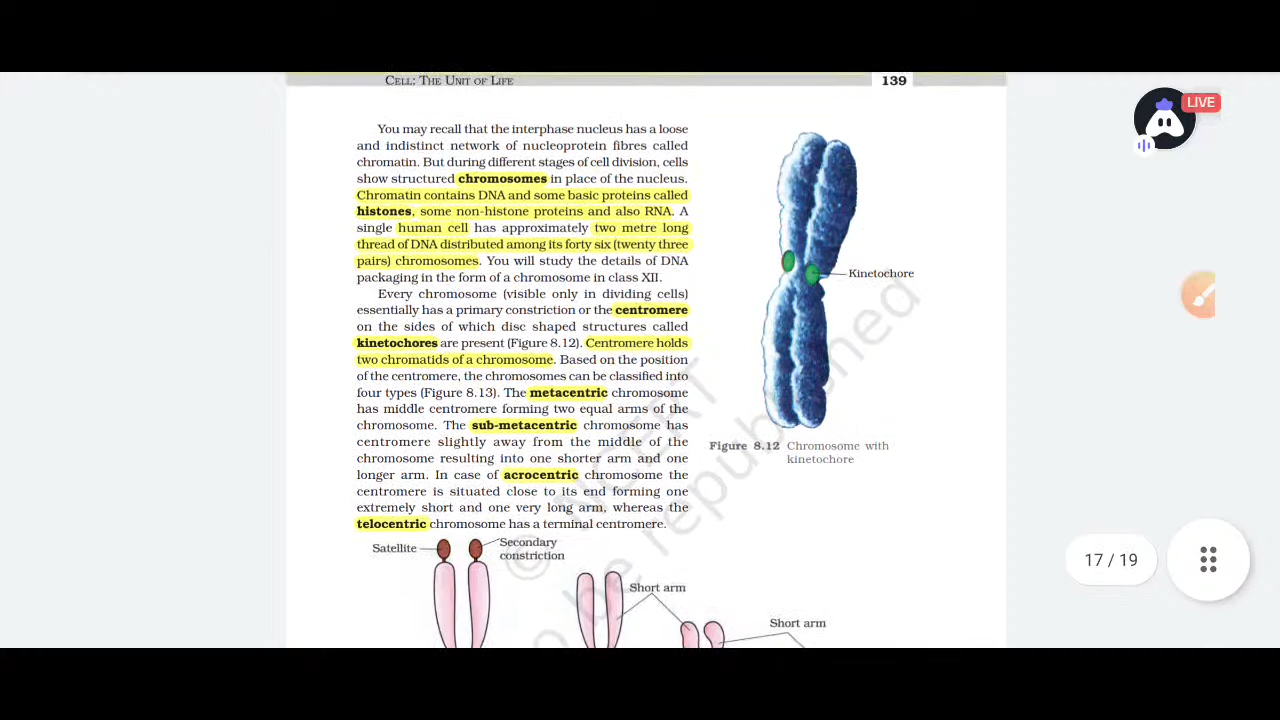 CELL: THE UNIT OF LIFE
139
LIVE
You may recall that the interphase nucleus has a loose
and indistinct network of nucleoprotein fibres called
chromatin. But during different stages of cell division, cells
show structured chromosomes in place of the nucleus.
Chromatin contains DNA and some basic proteins called
histones, some non-histone proteins and also RNA. A
single human cell has approximately two metre long
thread of DNA distributed among its forty six (twenty three
pairs) chromosomes. You will study the details of DNA
packaging in the form of a chromosome in class XII.
Every chromosome (visible only in dividing cells)
essentially has a primary constriction or the centromere
on the sides of which disc shaped structures called
kinetochores are present (Figure 8.12). Centromere holds
two chromatids of a chromosome. Based on the position
of the centromere, the chromosomes can be classified into
four types (Figure 8.13). The metacentric chromosome
has middle centromere forming two equal arms of the
chromosome. The sub-metacentric chromosome has
centromere slightly away from the middle of the
chromosome resulting into one shorter arm and one
longer arm. In case of acrocentric chromosome the
centromere is situated close to its end forming one
extremely short and one very long arm, whereas the
telocentric chromosome has a terminal centromere.
Kinetochore
Figure 8.12 Chromosome with
kinetochore
Satellite
Secondary
constriction
Short arm
Short arm
17 / 19
© NCERT
to be republished